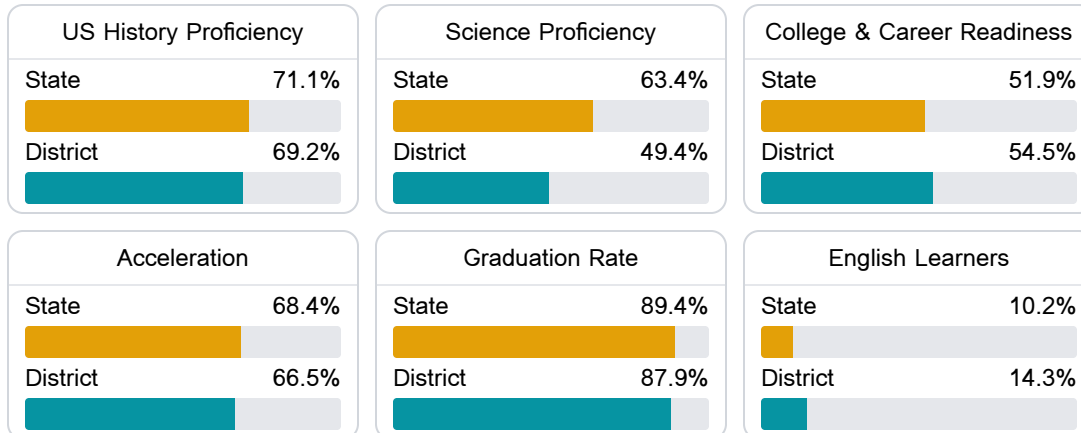 US History Proficiency
State 71.1%
District 69.2%
Science Proficiency
State 63.4%
District 49.4%
College & Career Readiness
State 51.9%
District 54.5%
Acceleration
State 68.4%
District 66.5%
Graduation Rate
State 89.4%
District 87.9%
English Learners
State 10.2%
District 14.3%